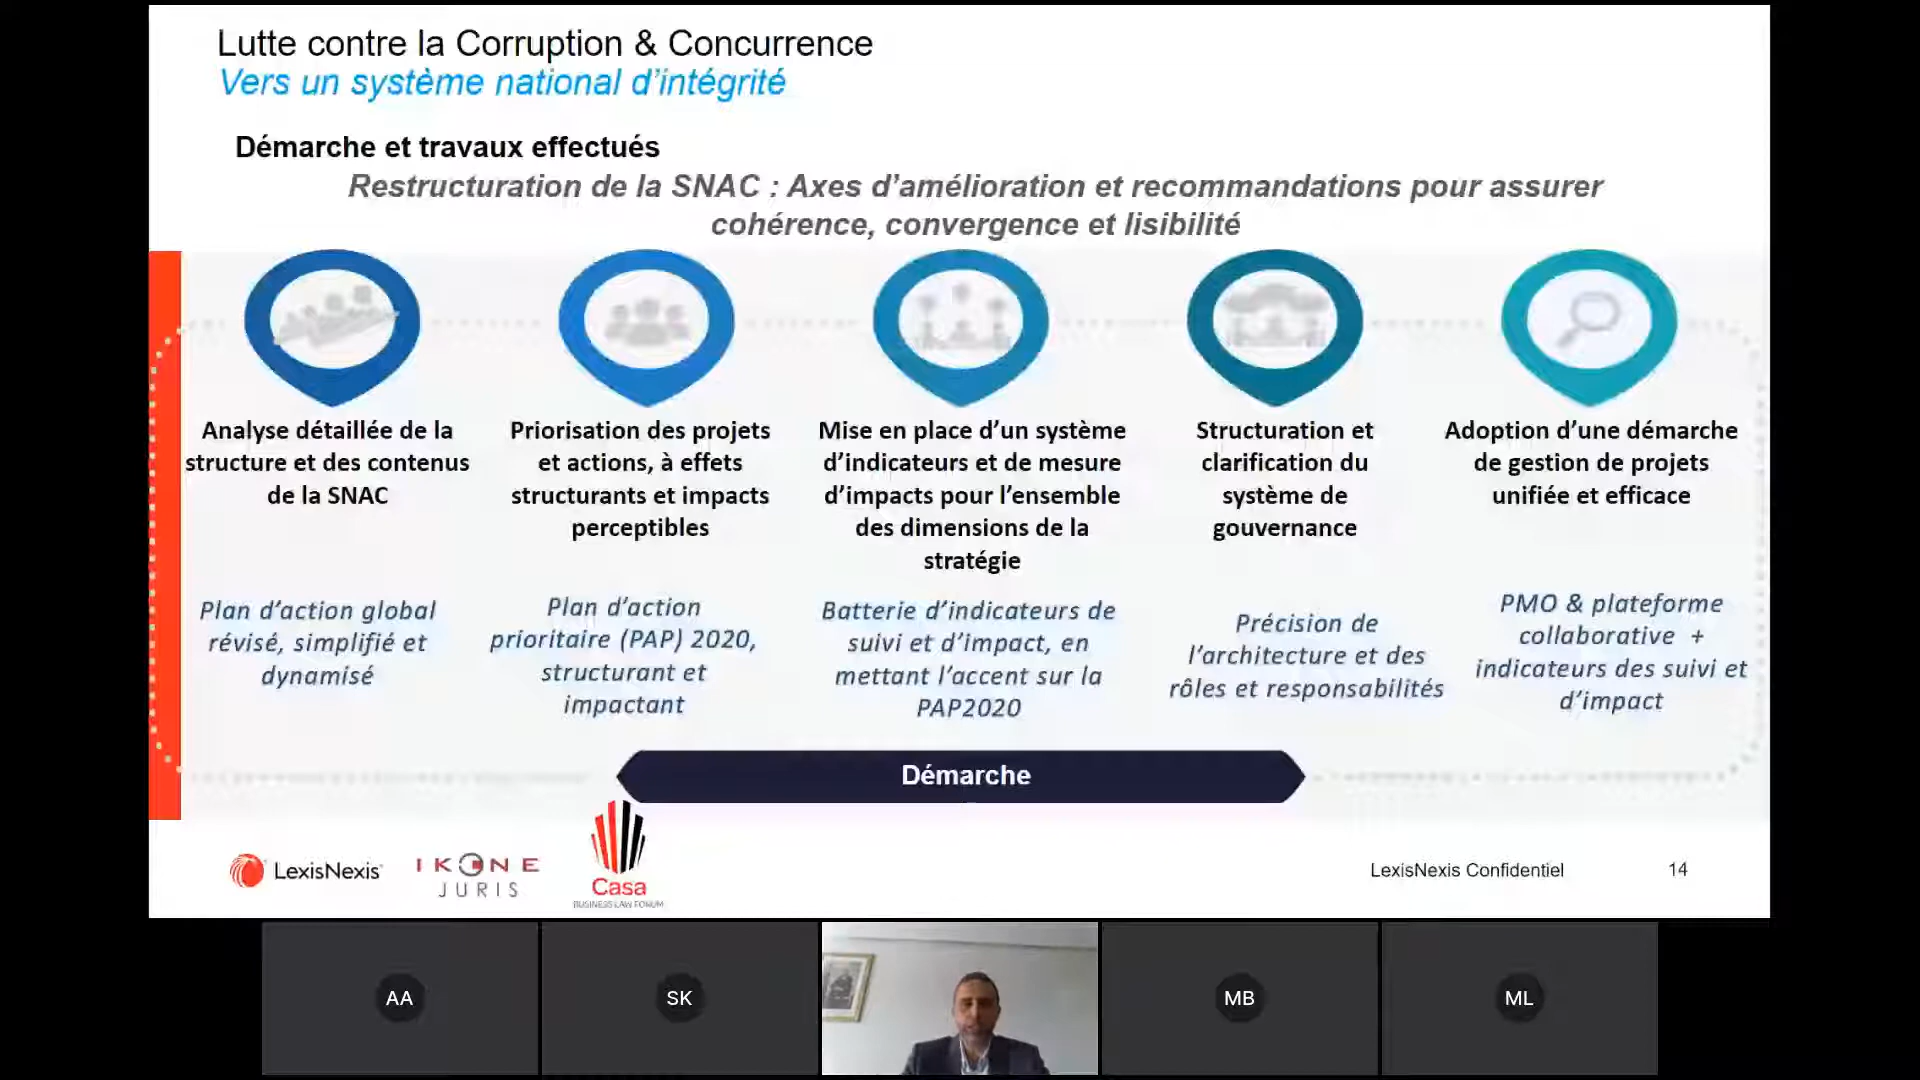 Lutte contre la Corruption & Concurrence
Vers un système national d'intégrité
Démarche et travaux effectués
Restructuration de la SNAC : Axes d'amélioration et recommandations pour assurer
cohérence, convergence et lisibilité
Analyse détaillée de la
structure et des contenus
de la SNAC
Priorisation des projets
et actions, à effets
structurants et impacts
perceptibles
Mise en place d'un système
d'indicateurs et de mesure
d'impacts pour l'ensemble
des dimensions de la
stratégie
Structuration et
clarification du
système de
gouvernance
Adoption d'une démarche
de gestion de projets
unifiée et efficace
Plan d'action global
révisé, simplifié et
dynamisé
Plan d'action
prioritaire (PAP) 2020,
structurant et
impactant
Batterie d'indicateurs de
suivi et d'impact, en
mettant l'accent sur la
PAP2020
Précision de
l'architecture et des
rôles et responsabilités
PMO & plateforme
collaborative +
indicateurs des suivi et
d'impact
Démarche
LexisNexis
IKONE
JURIS
Casa
BUSINESS LAW FORUM
LexisNexis Confidentiel
14
AA
SK
MB
ML